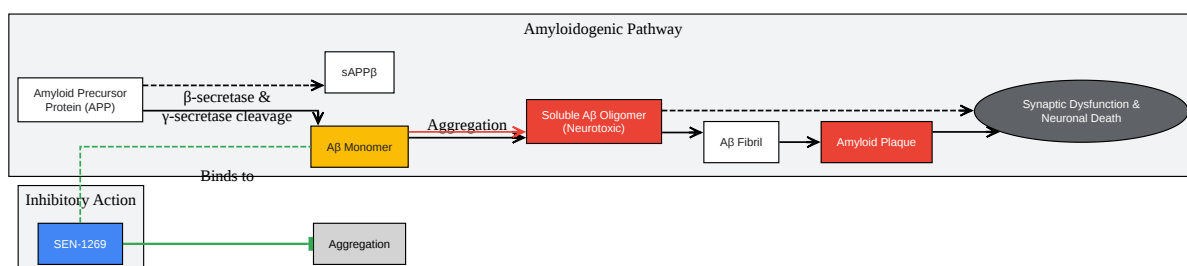 Amyloidogenic Pathway
sAPPβ
Amyloid Precursor
Protein (APP)
β-secretase &
γ-secretase cleavage
Aβ Monomer
Aggregation
Soluble Aβ Oligomer
(Neurotoxic)
Aβ Fibril
Amyloid Plaque
Synaptic Dysfunction &
Neuronal Death
Binds to
Inhibitory Action
SEN-1269
Aggregation